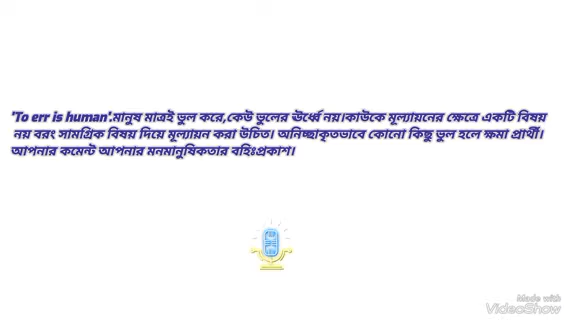 'To err is human'.মানুষ মাত্রই ভুল করে,কেউ ভুলের ঊর্ধ্বে নয়।কাউকে মূল্যায়নের ক্ষেত্রে একটি বিষয়
নয় বরং সামগ্রিক বিষয় দিয়ে মূল্যায়ন করা উচিত। অনিচ্ছাকৃতভাবে কোনো কিছু ভুল হলে ক্ষমা প্রার্থী।
আপনার কমেন্ট আপনার মনমানুষিকতার বহিঃপ্রকাশ।
Made with
VideoShow